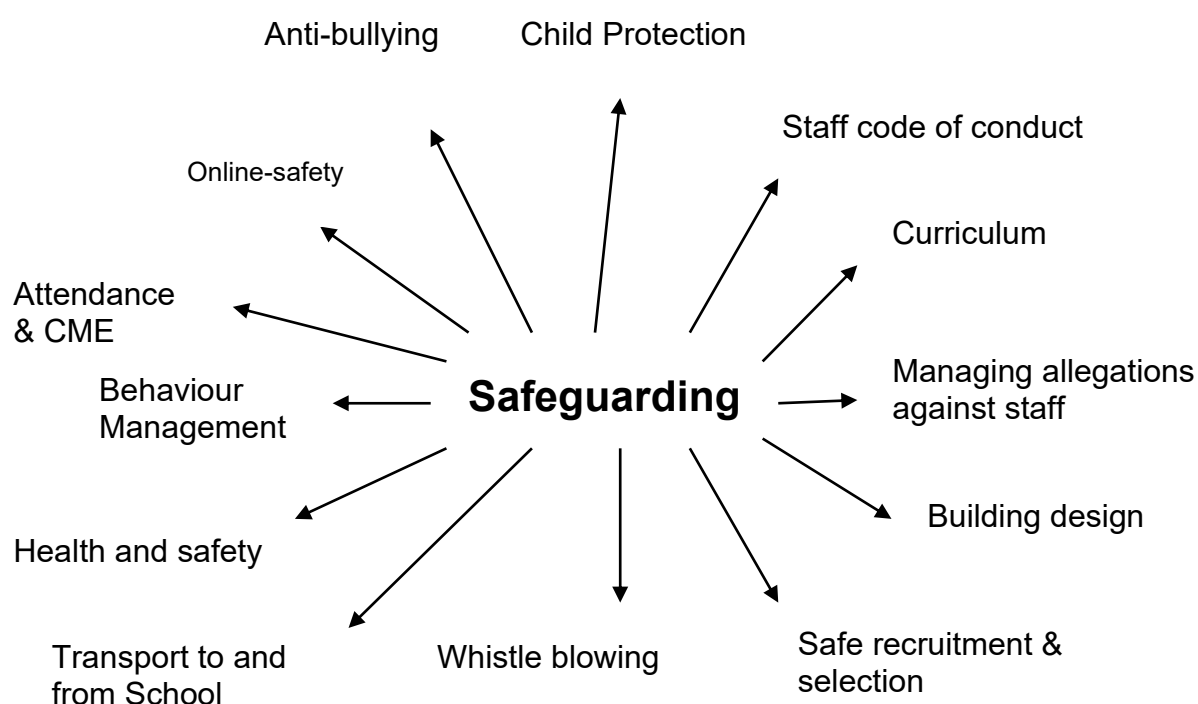 Anti-bullying
Child Protection
Staff code of conduct
Online-safety
Curriculum
Attendance
& CME
Managing allegations
against staff
Behaviour
Management
Safeguarding
Building design
Health and safety
Transport to and
from School
Whistle blowing
Safe recruitment &
selection